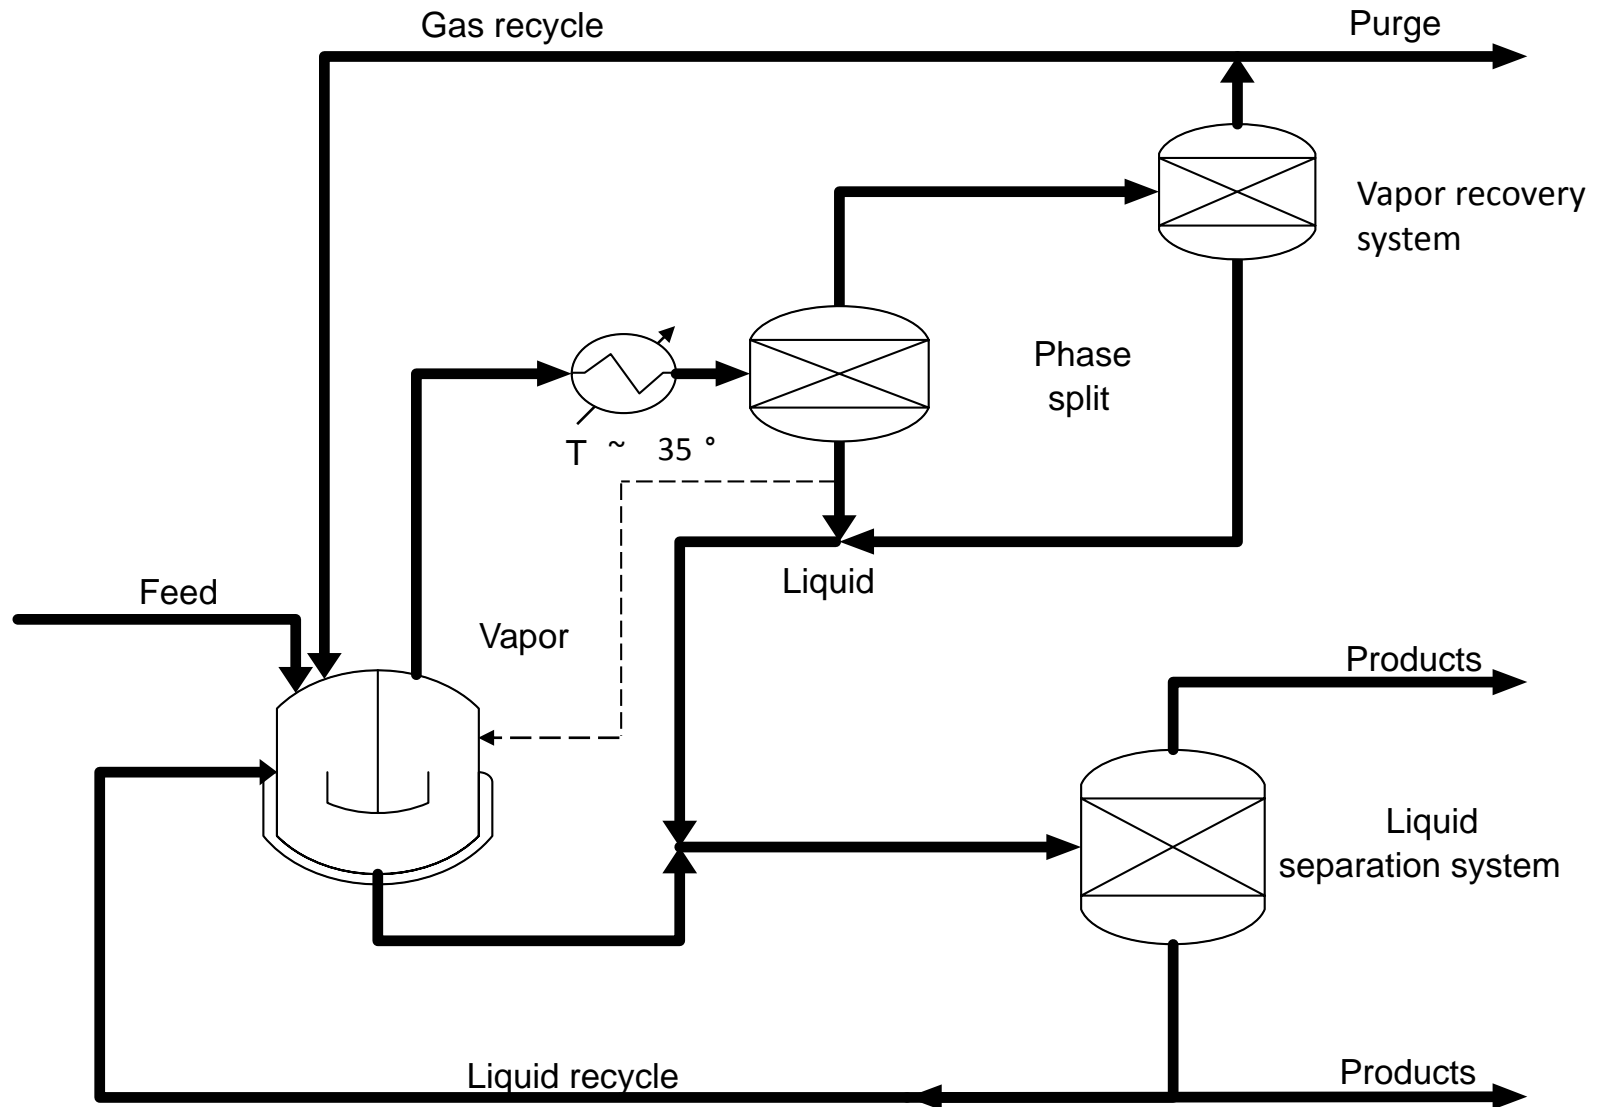 Gas recycle
Purge
Vapor recovery
system
Phase
split
T ~ 35 °
Liquid
Feed
Vapor
Products
Liquid
separation system
Liquid recycle
Products